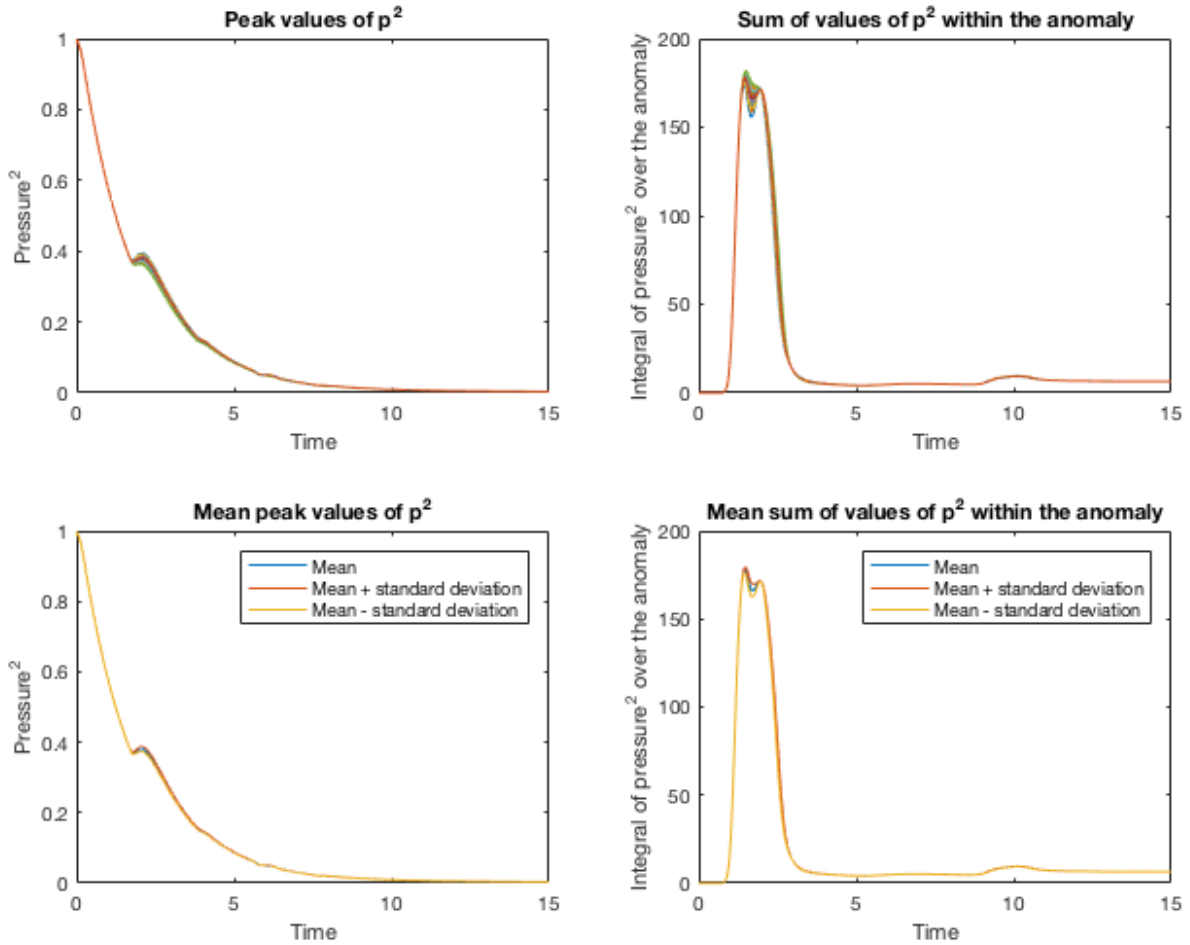 Peak values of p²
Pressure²
1
0.8
0.6
0.4
0.2
0
0
5
10
15
Time
Sum of values of p² within the anomaly
Integral of pressure² over the anomaly
200
150
100
50
0
0
5
10
15
Time
Mean peak values of p²
Pressure²
1
0.8
0.6
0.4
0.2
0
0
5
10
15
Time
Mean
Mean + standard deviation
Mean - standard deviation
Mean sum of values of p² within the anomaly
Integral of pressure² over the anomaly
200
150
100
50
0
0
5
10
15
Time
Mean
Mean + standard deviation
Mean - standard deviation